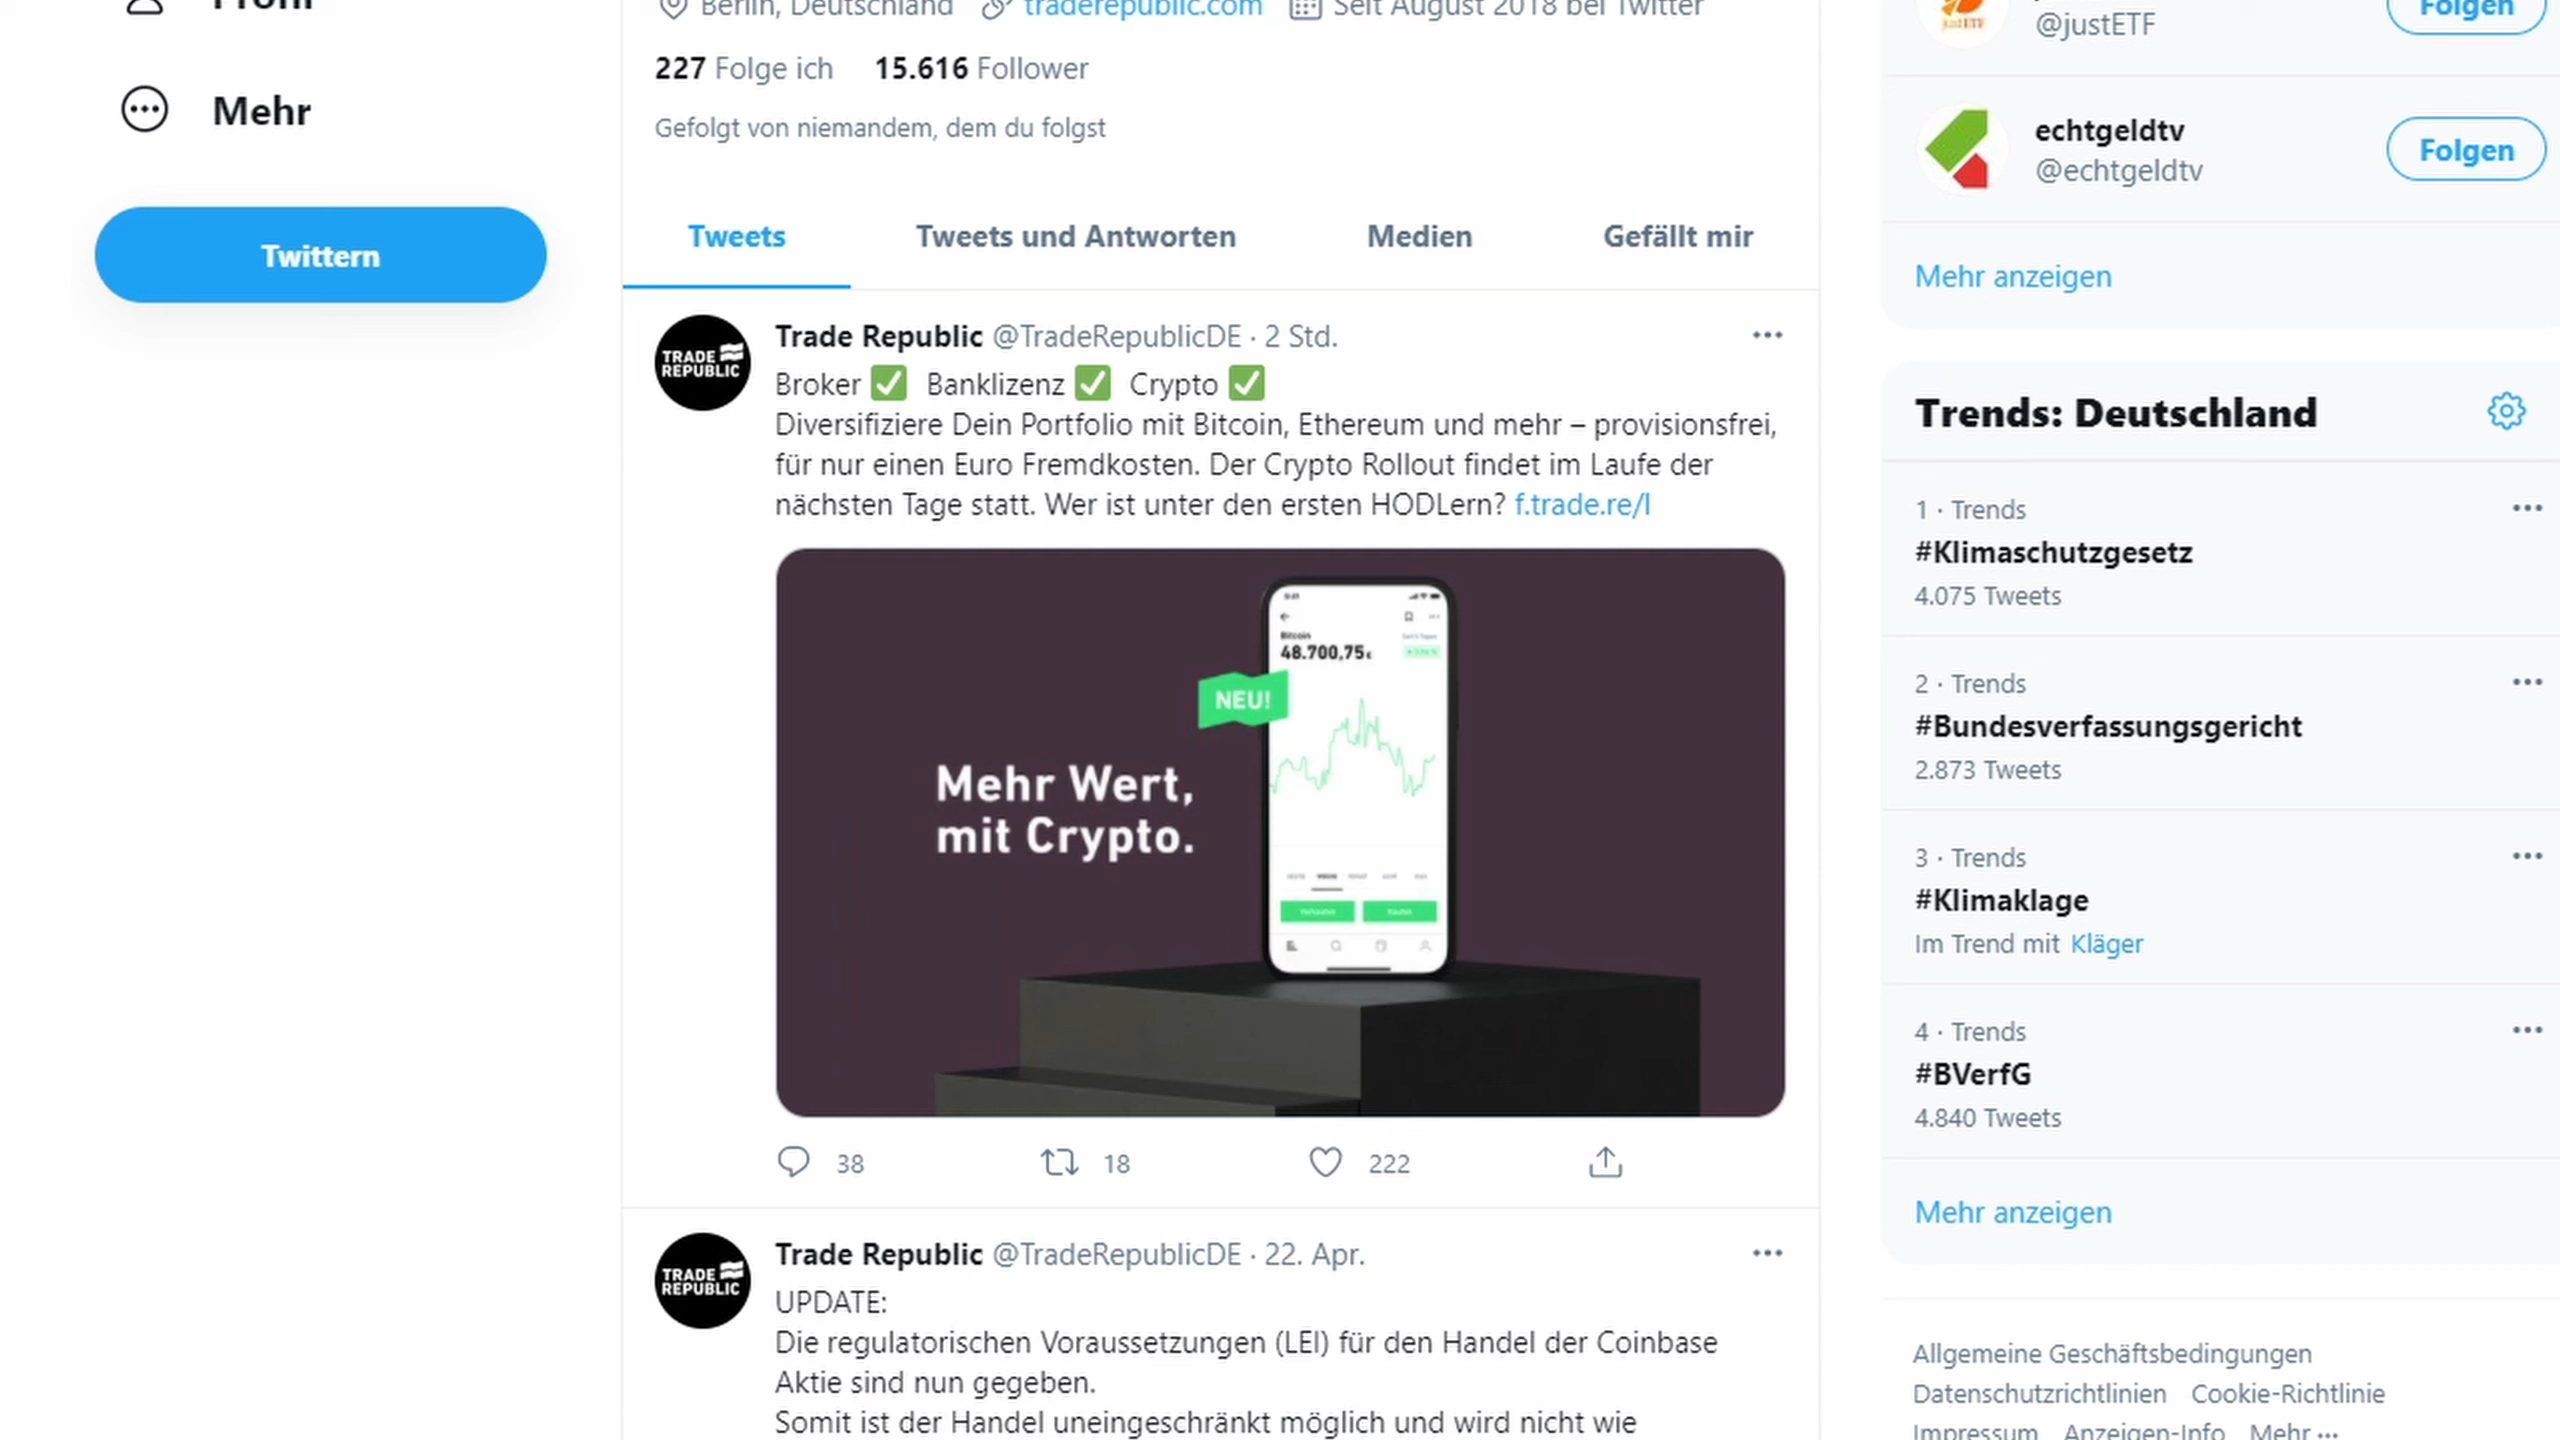 Mehr
Twittern
Berlin, Deutschland traderepublic.com Seit August 2018 bei Twitter
227 Folge ich 15.616 Follower
Gefolgt von niemandem, dem du folgst
Tweets Tweets und Antworten Medien Gefällt mir
TRADE REPUBLIC
Trade Republic @TradeRepublicDE · 2 Std.
Broker ✅ Banklizenz ✅ Crypto ✅
Diversifiziere Dein Portfolio mit Bitcoin, Ethereum und mehr – provisionsfrei,
für nur einen Euro Fremdkosten. Der Crypto Rollout findet im Laufe der
nächsten Tage statt. Wer ist unter den ersten HODLern? f.trade.re/l
Bitcoin
48.700,75€
NEU!
Mehr Wert,
mit Crypto.
Verkaufen Kaufen
38 18 222
TRADE REPUBLIC
Trade Republic @TradeRepublicDE · 22. Apr.
UPDATE:
Die regulatorischen Voraussetzungen (LEI) für den Handel der Coinbase
Aktie sind nun gegeben.
Somit ist der Handel uneingeschränkt möglich und wird nicht wie
justETF
@justETF
Folgen
echtgeldtv
@echtgeldtv
Folgen
Mehr anzeigen
Trends: Deutschland
1 · Trends
#Klimaschutzgesetz
4.075 Tweets
2 · Trends
#Bundesverfassungsgericht
2.873 Tweets
3 · Trends
#Klimaklage
Im Trend mit Kläger
4 · Trends
#BVerfG
4.840 Tweets
Mehr anzeigen
Allgemeine Geschäftsbedingungen
Datenschutzrichtlinien Cookie-Richtlinie
Impressum Anzeigen-Info Mehr ···